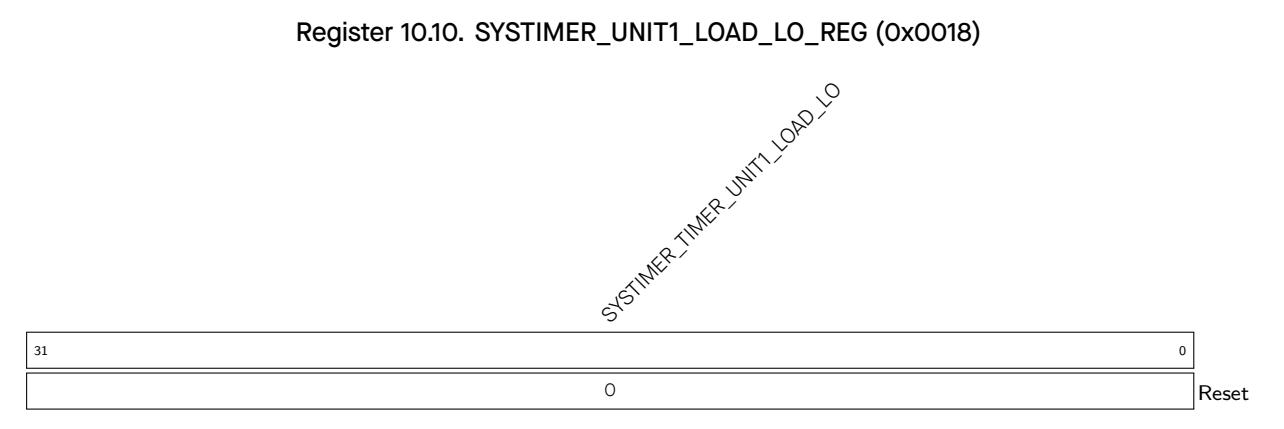 Register 10.10. SYSTIMER_UNIT1_LOAD_LO_REG (0x0018)
SYSTIMER_TIMER_UNIT1_LOAD_LO
31 0
0 Reset